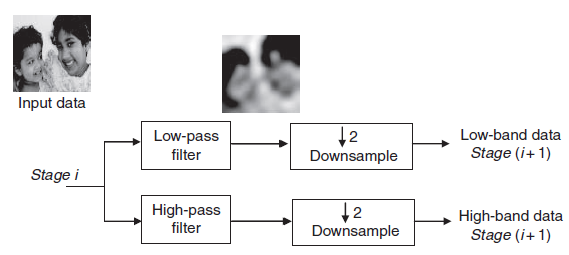 Input data
Low-pass
filter
↓2
Downsample
Low-band data
Stage (i+ 1)
Stage i
High-pass
filter
↓2
Downsample
High-band data
Stage (i+ 1)